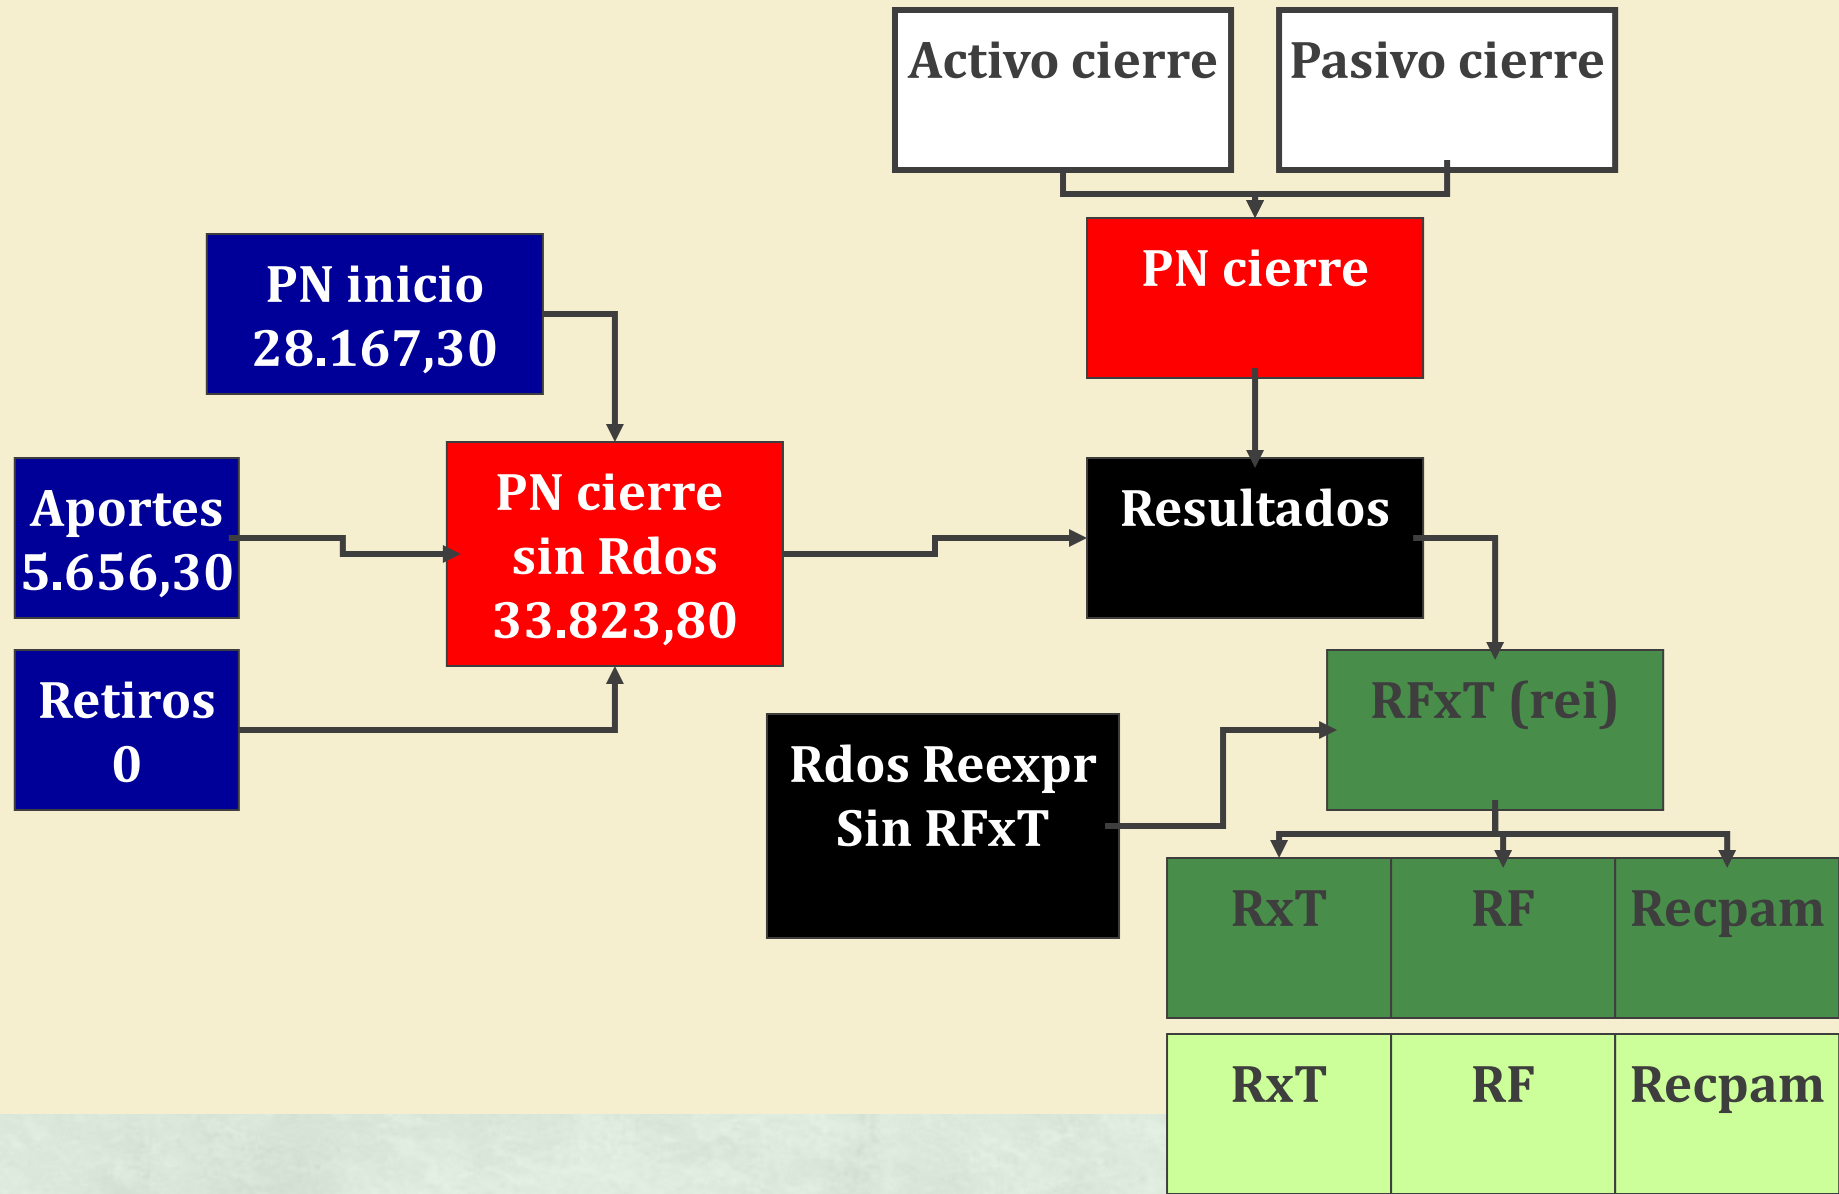 Activo cierre
Pasivo cierre
PN inicio
28.167,30
PN cierre
Aportes
5.656,30
PN cierre
sin Rdos
33.823,80
Resultados
Retiros
0
Rdos Reexpr
Sin RFxT
RFxT (rei)
RxT
RF
Recpam
RxT
RF
Recpam